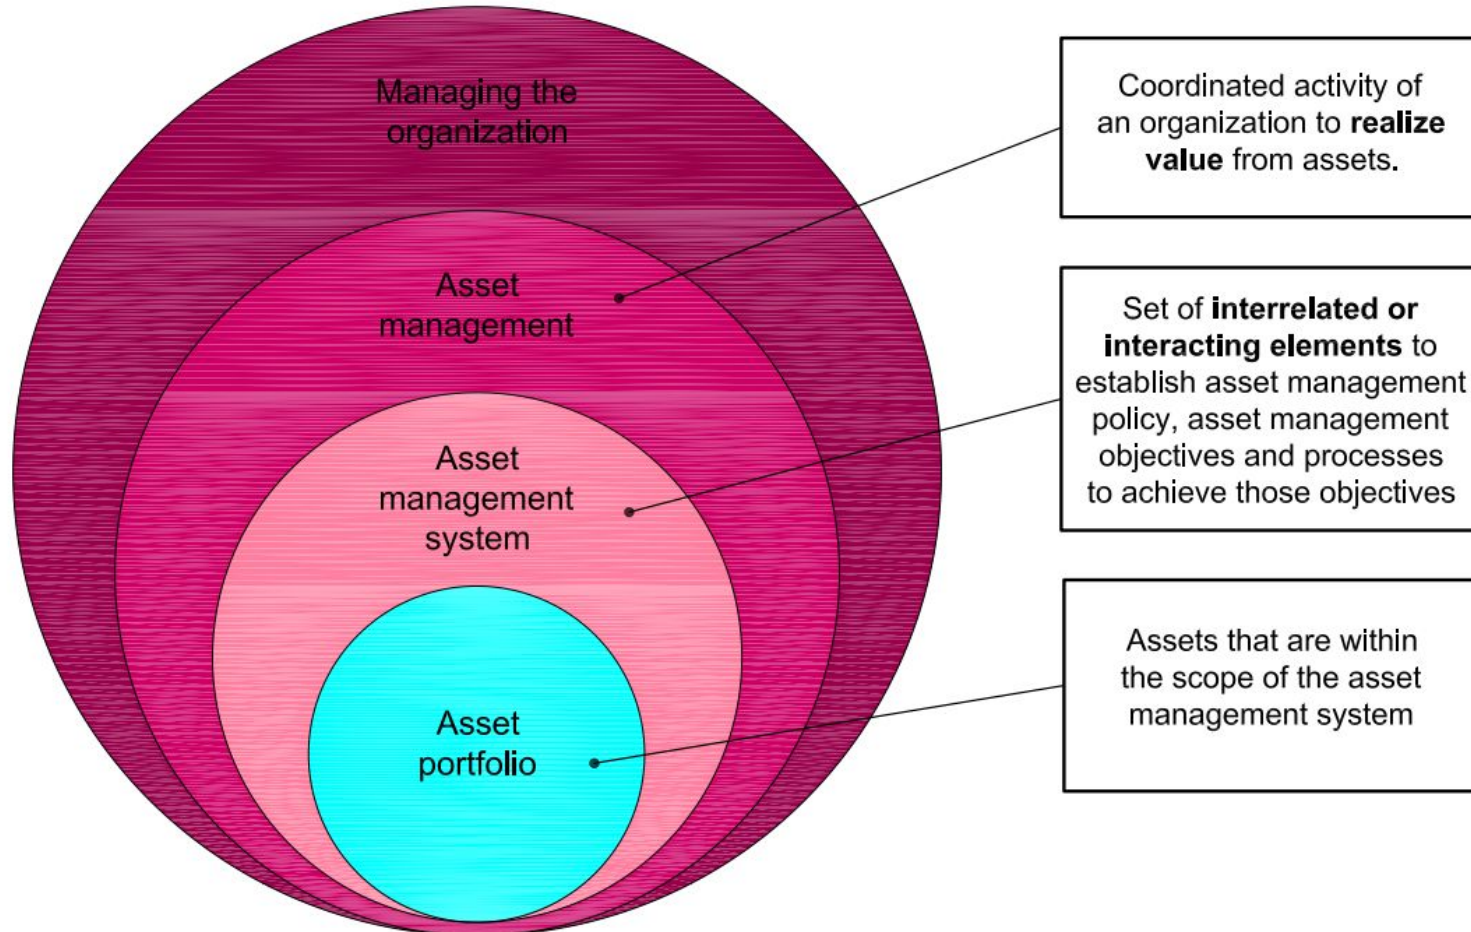 Managing the
organization
Asset
management
Asset
management
system
Asset
portfolio
Coordinated activity of
an organization to realize
value from assets.
Set of interrelated or
interacting elements to
establish asset management
policy, asset management
objectives and processes
to achieve those objectives
Assets that are within
the scope of the asset
management system